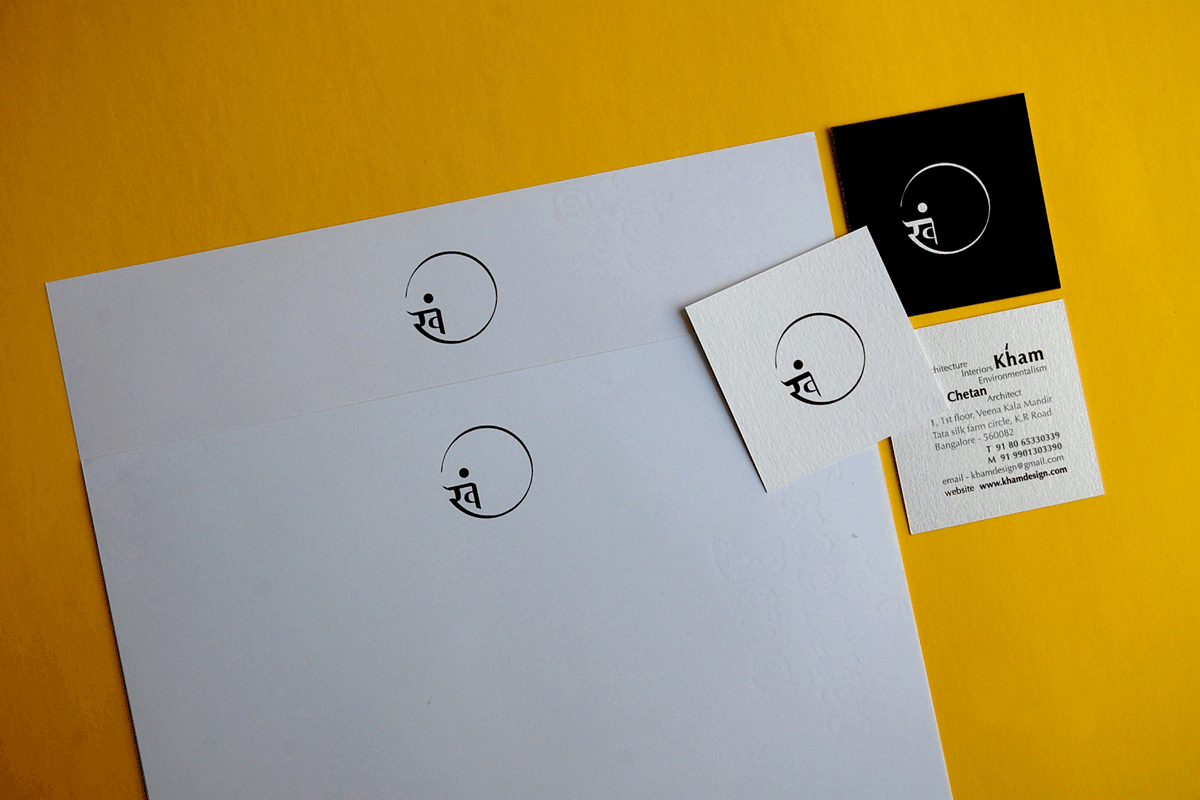 खं
खं
खं
खं
Kham
chitecture
Interiors
Environmentalism
Chetan Architect
1, 1st floor, Veena Kala Mandir
Tata silk farm circle, K.R Road
Bangalore - 560082
T 91 80 65330339
M 91 9901303390
email - khamdesign@gmail.com
website www.khamdesign.com